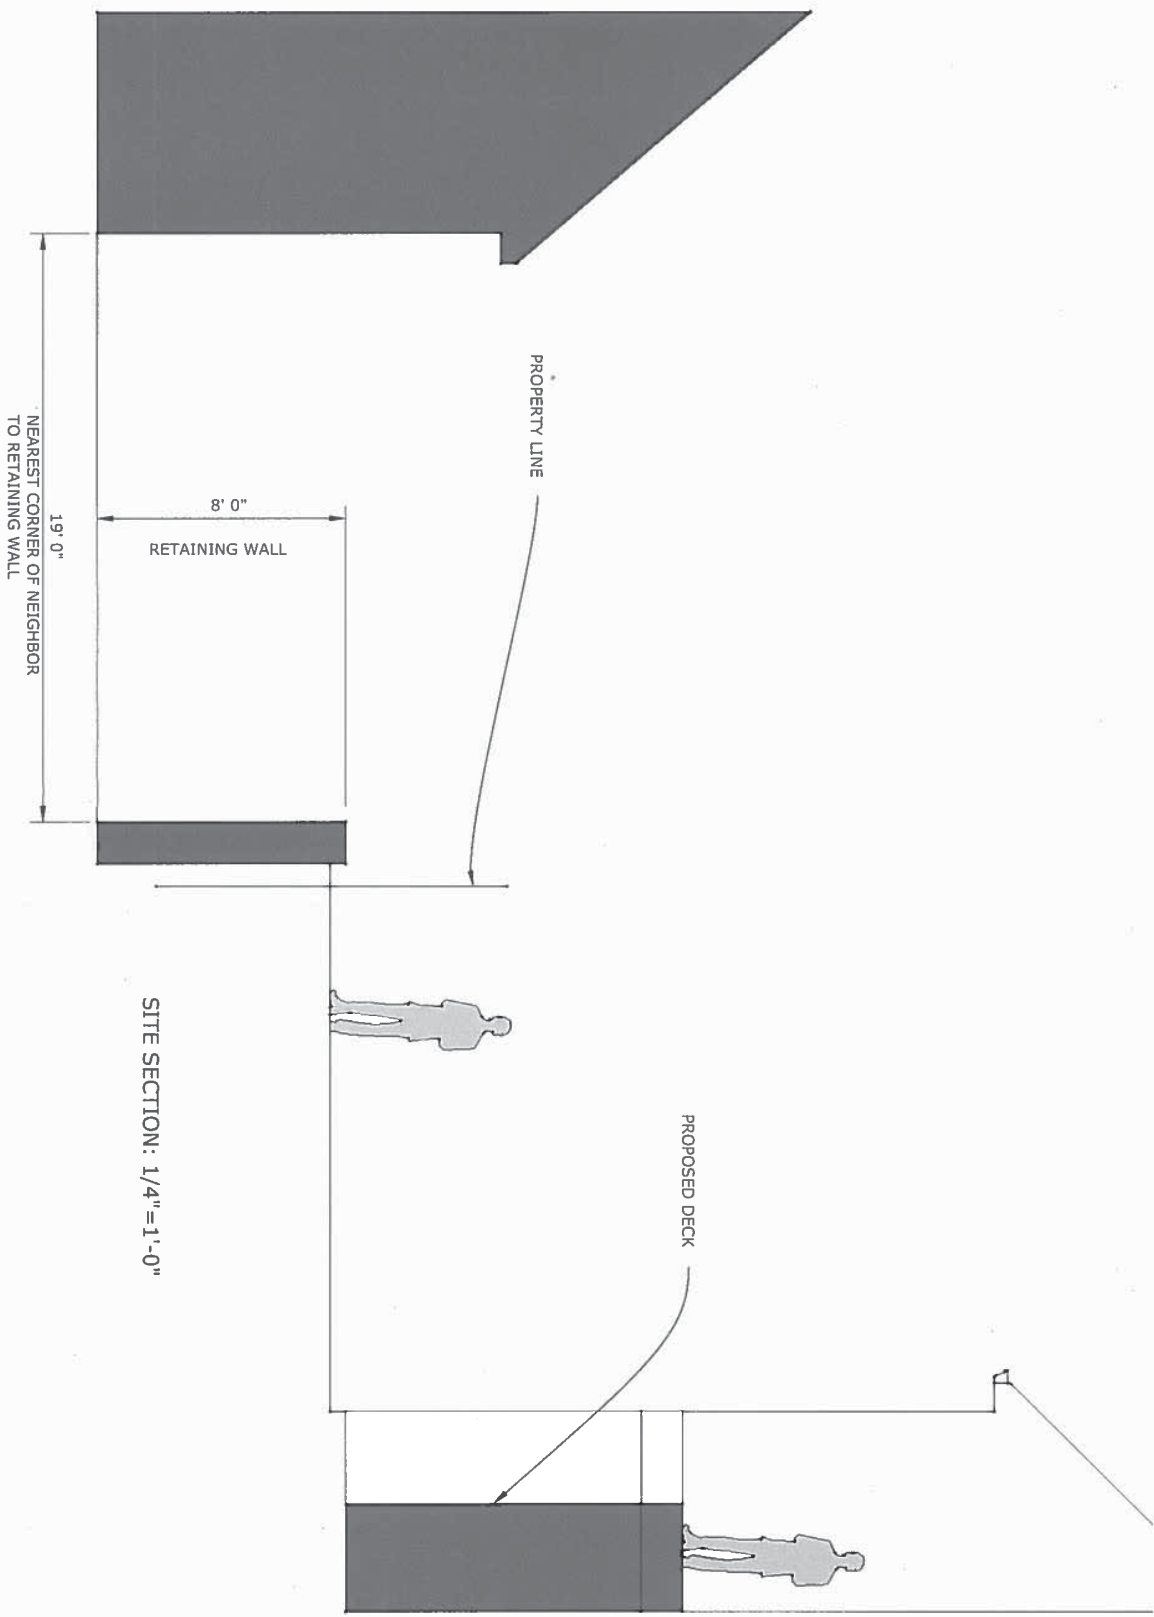 PROPERTY LINE
8' 0"
RETAINING WALL
19' 0"
NEAREST CORNER OF NEIGHBOR
TO RETAINING WALL
PROPOSED DECK
SITE SECTION: 1/4"=1'-0"